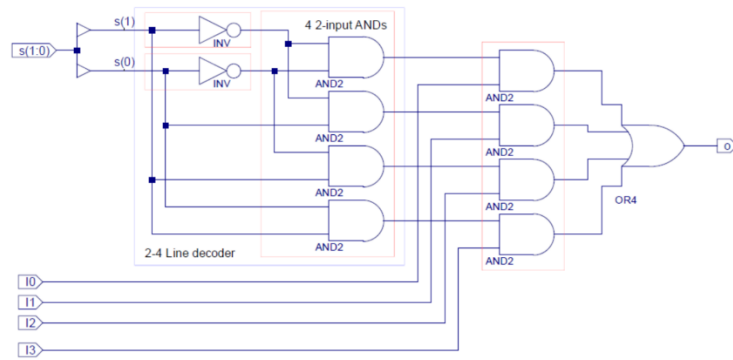 s(1)
4 2-input ANDs
INV
s(1:0)
s(0)
INV
AND2
AND2
AND2
AND2
AND2
AND2
AND2
OR4
AND2
AND2
2-4 Line decoder
I0
I1
I2
I3
o